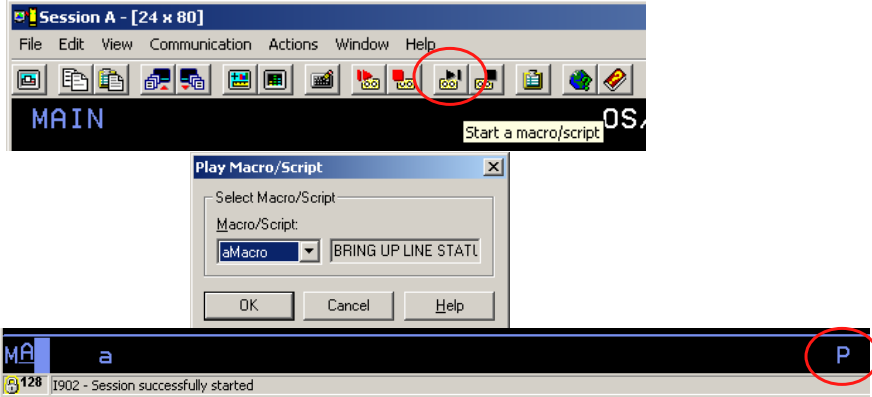 Session A - [24 x 80]
File Edit View Communication Actions Window Help
MAIN OS/
Start a macro/script
Play Macro/Script
Select Macro/Script
Macro/Script:
aMacro BRING UP LINE STATU
OK Cancel Help
MA a P
128 I902 - Session successfully started